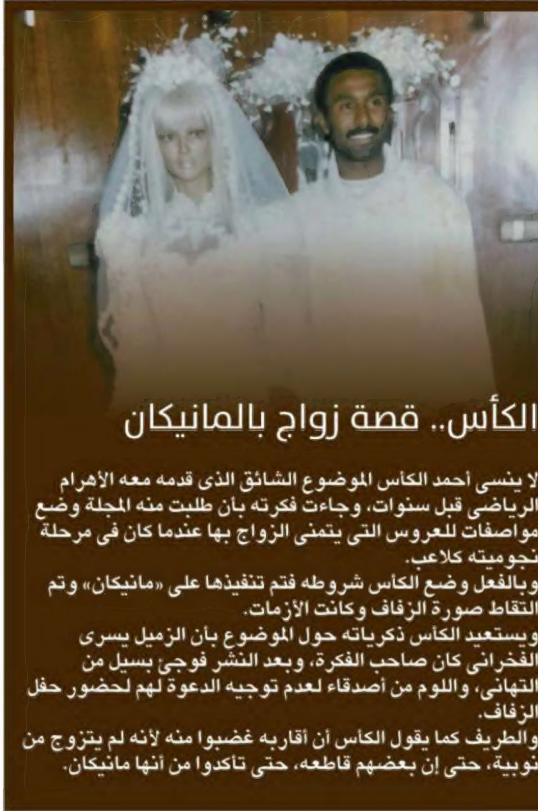 الكأس.. قصة زواج بالمانيكان
لا ينسى أحمد الكأس الموضوع الشائق الذى قدمه معه الأهرام
الرياضى قبل سنوات، وجاءت فكرته بأن طلبت منه المجلة وضع
مواصفات للعروس التى يتمنى الزواج بها عندما كان فى مرحلة
نجوميته كلاعب.
وبالفعل وضع الكأس شروطه فتم تنفيذها على «مانيكان» وتم
التقاط صورة الزفاف وكانت الأزمات.
ويستعيد الكأس ذكرياته حول الموضوع بأن الزميل يسرى
الفخرانى كان صاحب الفكرة، وبعد النشر فوجئ بسيل من
التهانى، واللوم من أصدقاء لعدم توجيه الدعوة لهم لحضور حفل
الزفاف.
والطريف كما يقول الكأس أن أقاربه غضبوا منه لأنه لم يتزوج من
نوبية، حتى إن بعضهم قاطعه، حتى تأكدوا من أنها مانيكان.